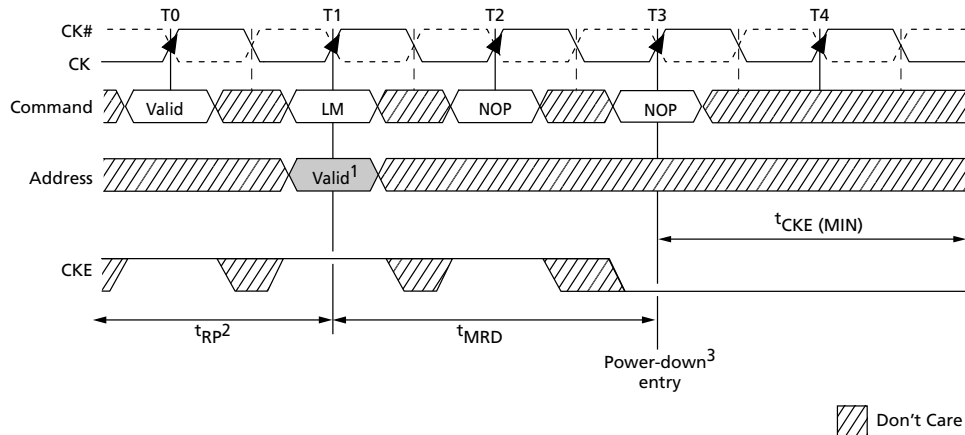 T0 T1 T2 T3 T4
CK#
CK
Command Valid LM NOP NOP
Address Valid1
tCKE (MIN)
CKE
tRP2 tMRD
Power-down3
entry
Don't Care